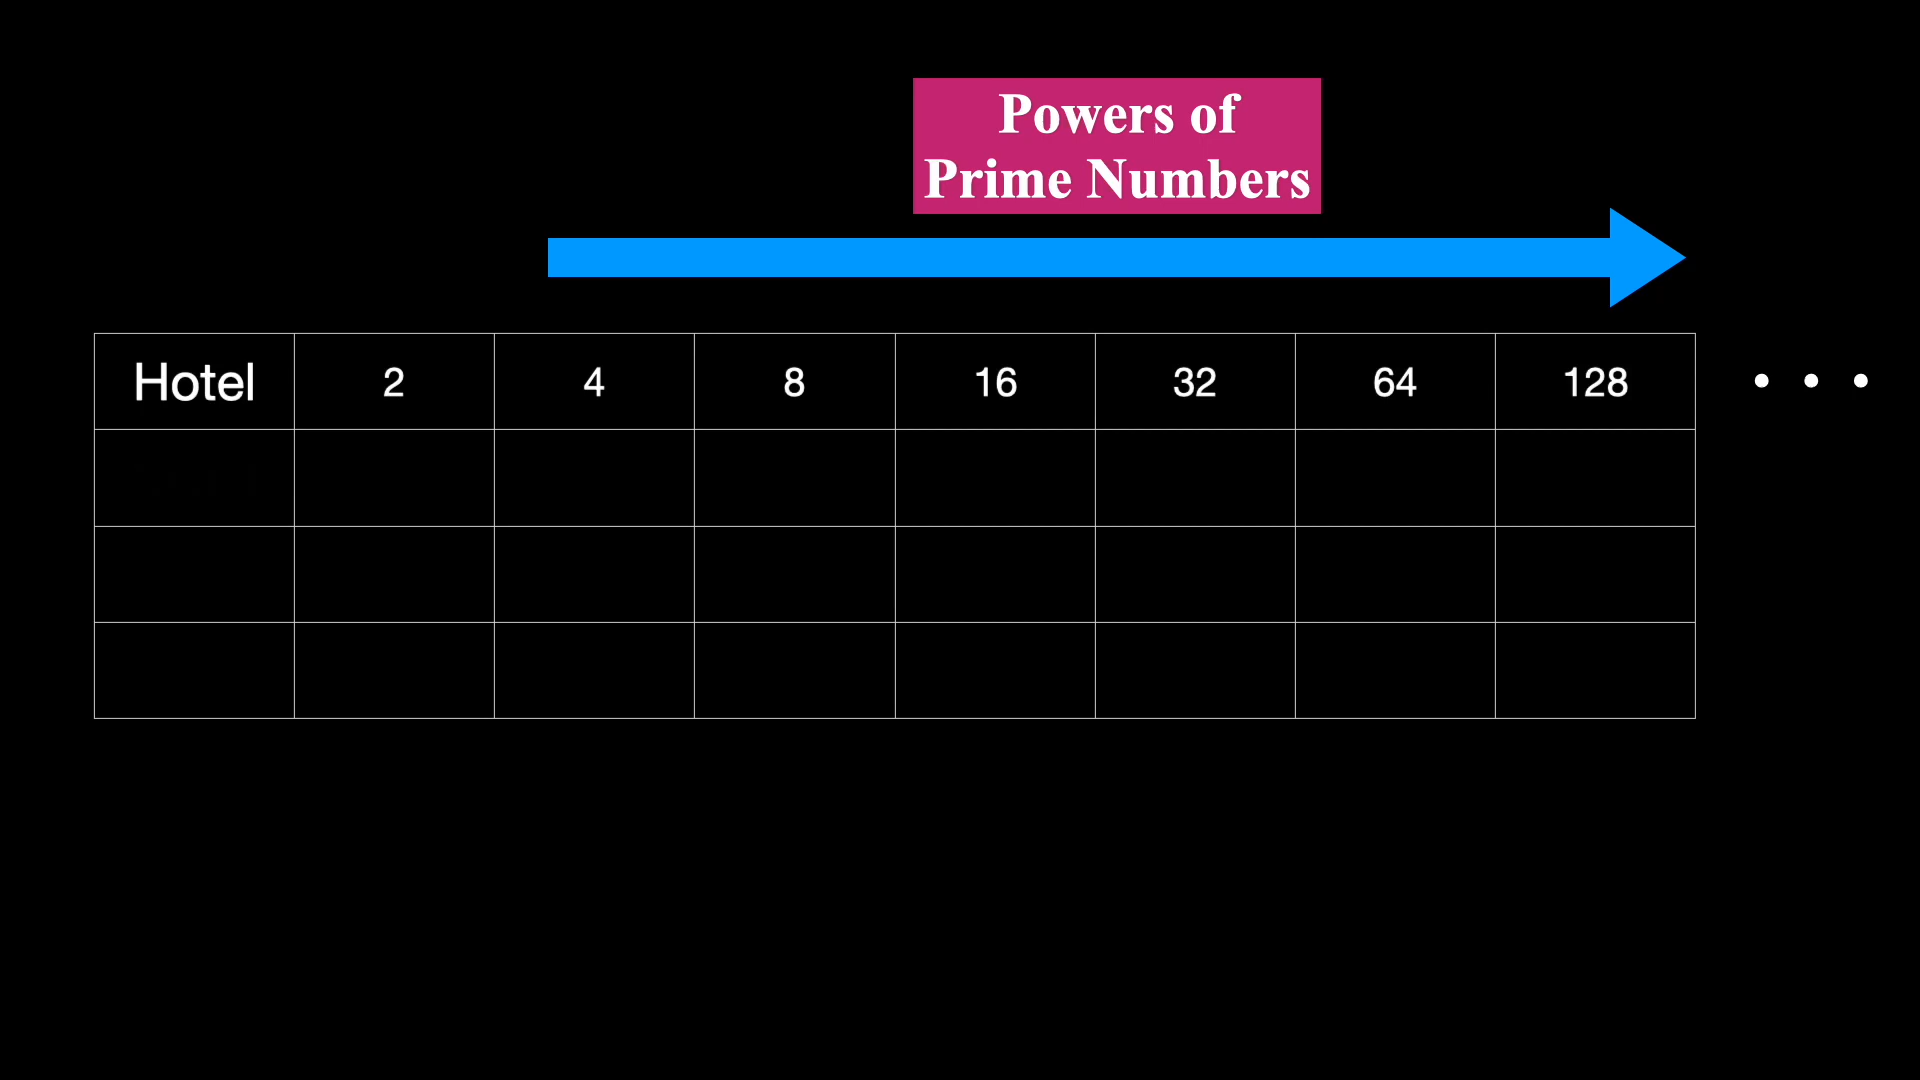 Powers of
Prime Numbers
Hotel 2 4 8 16 32 64 128 • • •